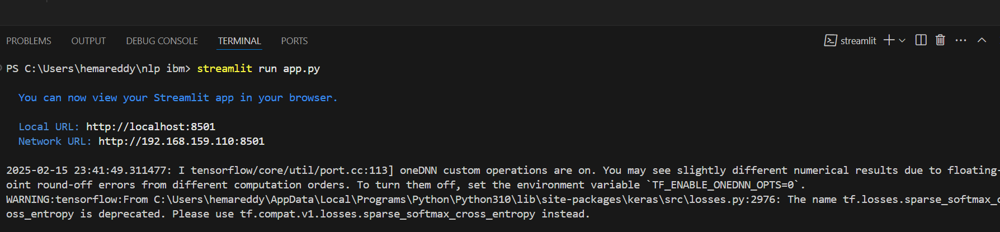 PROBLEMS OUTPUT DEBUG CONSOLE TERMINAL PORTS streamlit
PS C:\Users\hemareddy\nlp ibm> streamlit run app.py
You can now view your Streamlit app in your browser.
Local URL: http://localhost:8501
Network URL: http://192.168.159.110:8501
2025-02-15 23:41:49.311477: I tensorflow/core/util/port.cc:113] oneDNN custom operations are on. You may see slightly different numerical results due to floating-
oint round-off errors from different computation orders. To turn them off, set the environment variable `TF_ENABLE_ONEDNN_OPTS=0`.
WARNING:tensorflow:From C:\Users\hemareddy\AppData\Local\Programs\Python\Python310\lib\site-packages\keras\src\losses.py:2976: The name tf.losses.sparse_softmax_c
oss_entropy is deprecated. Please use tf.compat.v1.losses.sparse_softmax_cross_entropy instead.